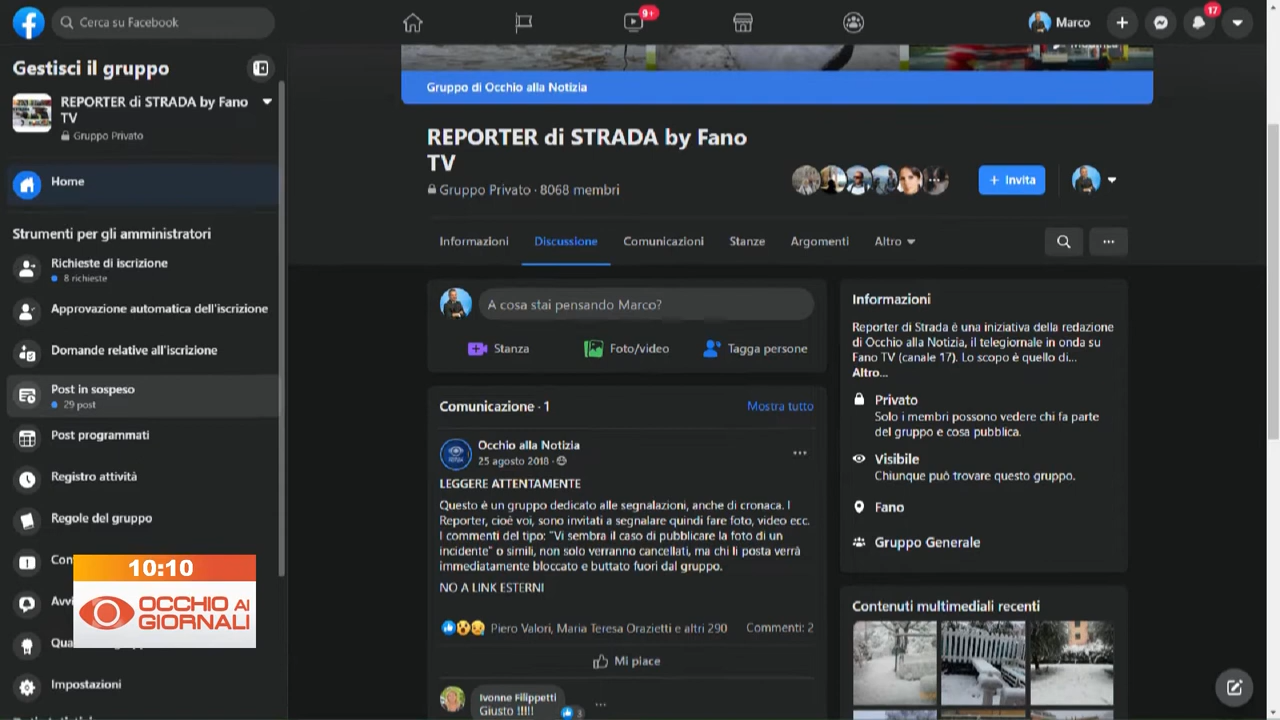 Cerca su Facebook
9+
Marco
17
Gestisci il gruppo
REPORTER di STRADA by Fano
TV
Gruppo Privato
Home
Strumenti per gli amministratori
Richieste di iscrizione
8 richieste
Approvazione automatica dell'iscrizione
Domande relative all'iscrizione
Post in sospeso
29 post
Post programmati
Registro attività
Regole del gruppo
Impostazioni
10:10
OCCHIO AI
GIORNALI
Gruppo di Occhio alla Notizia
REPORTER di STRADA by Fano
TV
Gruppo Privato · 8068 membri
+ Invita
Informazioni
Discussione
Comunicazioni
Stanze
Argomenti
Altro
A cosa stai pensando Marco?
Stanza
Foto/video
Tagga persone
Comunicazione · 1
Mostra tutto
Occhio alla Notizia
25 agosto 2018
LEGGERE ATTENTAMENTE
Questo è un gruppo dedicato alle segnalazioni, anche di cronaca. I
Reporter, cioè voi, sono invitati a segnalare quindi fare foto, video ecc.
I commenti del tipo: "Vi sembra il caso di pubblicare la foto di un
incidente" o simili, non solo verranno cancellati, ma chi li posta verrà
immediatamente bloccato e buttato fuori dal gruppo.
NO A LINK ESTERNI
Piero Valori, Maria Teresa Orazietti e altri 290
Commenti: 2
Mi piace
Ivonne Filippetti
Giusto !!!!!
3
Informazioni
Reporter di Strada è una iniziativa della redazione
di Occhio alla Notizia, il telegiornale in onda su
Fano TV (canale 17). Lo scopo è quello di...
Altro...
Privato
Solo i membri possono vedere chi fa parte
del gruppo e cosa pubblica.
Visibile
Chiunque può trovare questo gruppo.
Fano
Gruppo Generale
Contenuti multimediali recenti